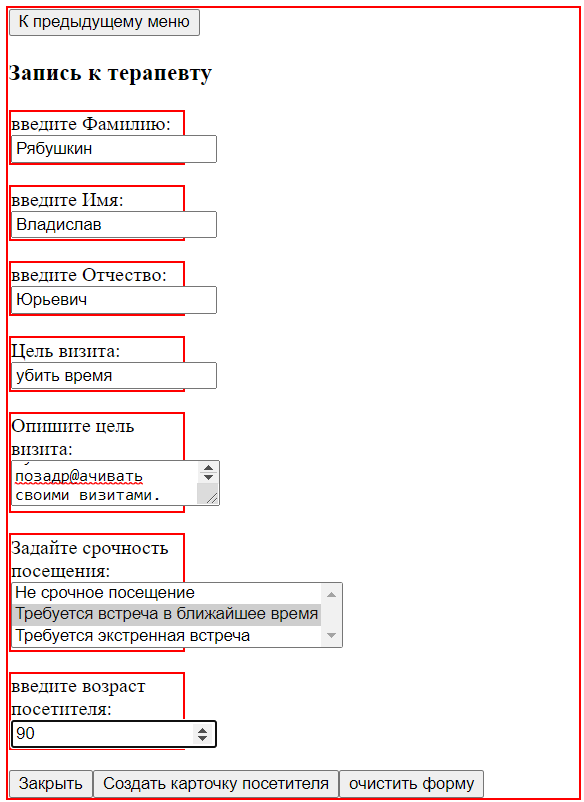 К предыдущему меню
Запись к терапевту
введите Фамилию:
Рябушкин
введите Имя:
Владислав
введите Отчество:
Юрьевич
Цель визита:
убить время
Опишите цель
визита:
позадр@ачивать
своими визитами.
Задайте срочность
посещения:
Не срочное посещение
Требуется встреча в ближайшее время
Требуется экстренная встреча
введите возраст
посетителя:
90
Закрыть Создать карточку посетителя очистить форму